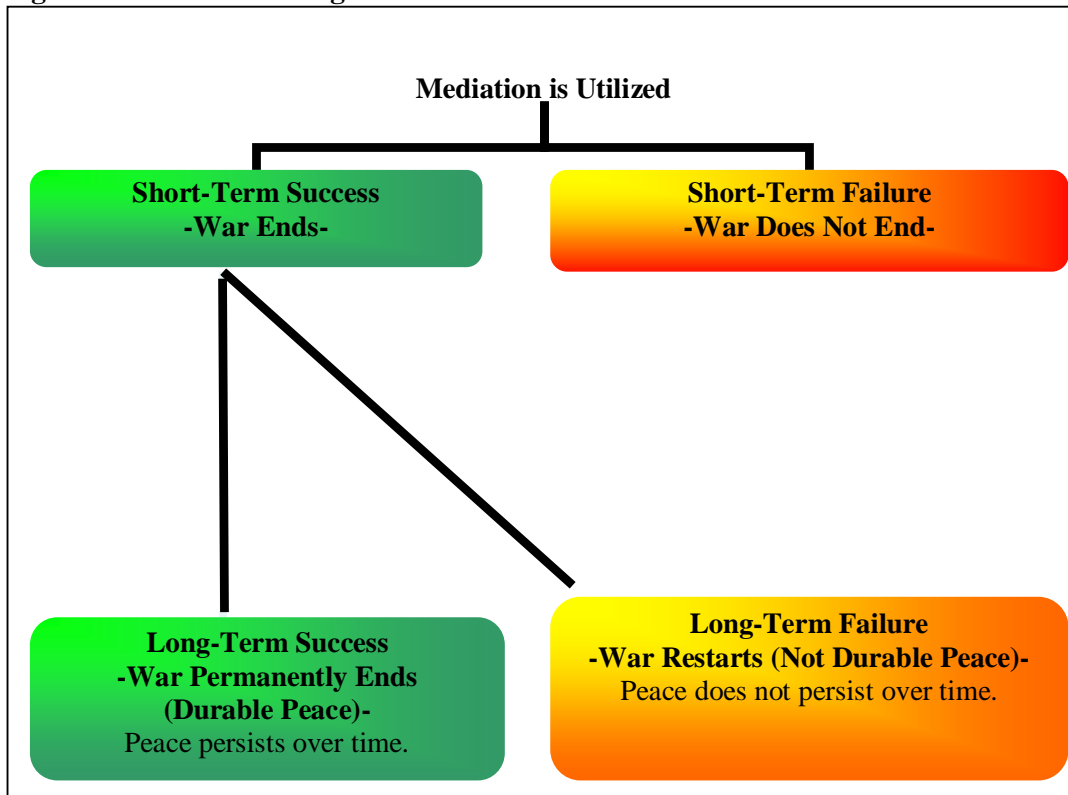 Mediation is Utilized
Short-Term Success
-War Ends-
Short-Term Failure
-War Does Not End-
Long-Term Success
-War Permanently Ends
(Durable Peace)-
Peace persists over time.
Long-Term Failure
-War Restarts (Not Durable Peace)-
Peace does not persist over time.